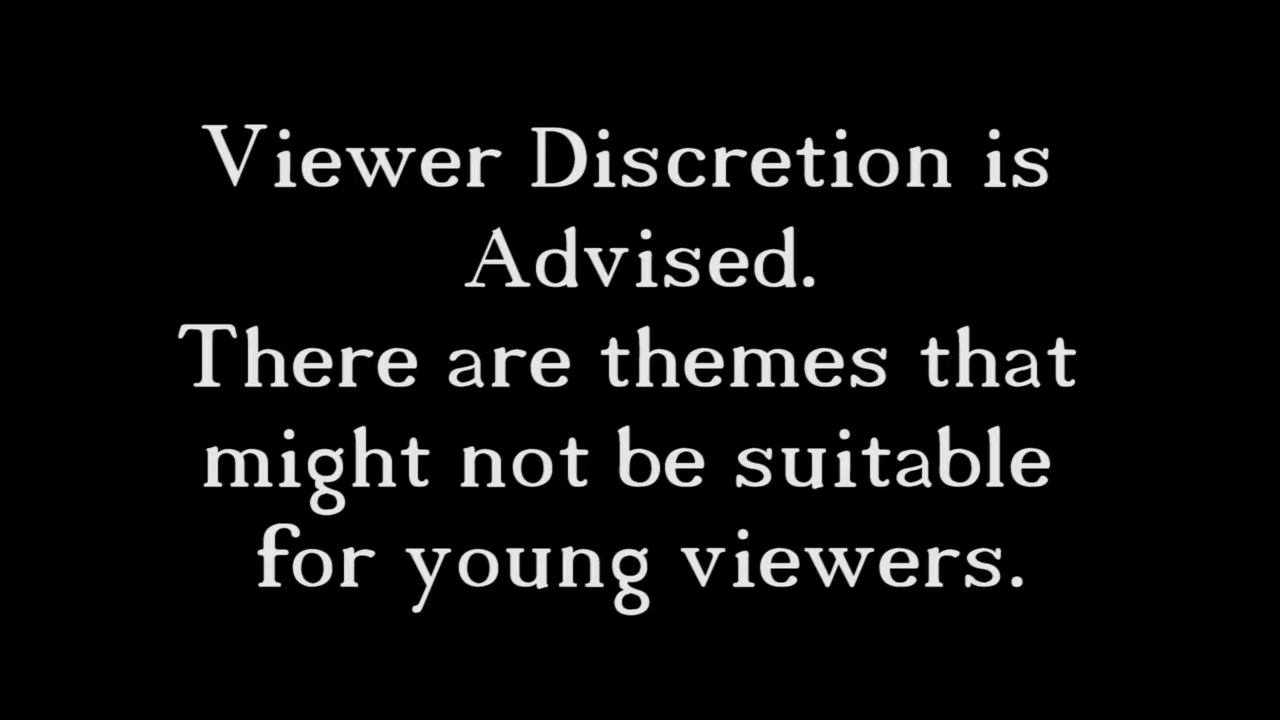 Viewer Discretion is
Advised.
There are themes that
might not be suitable
for young viewers.